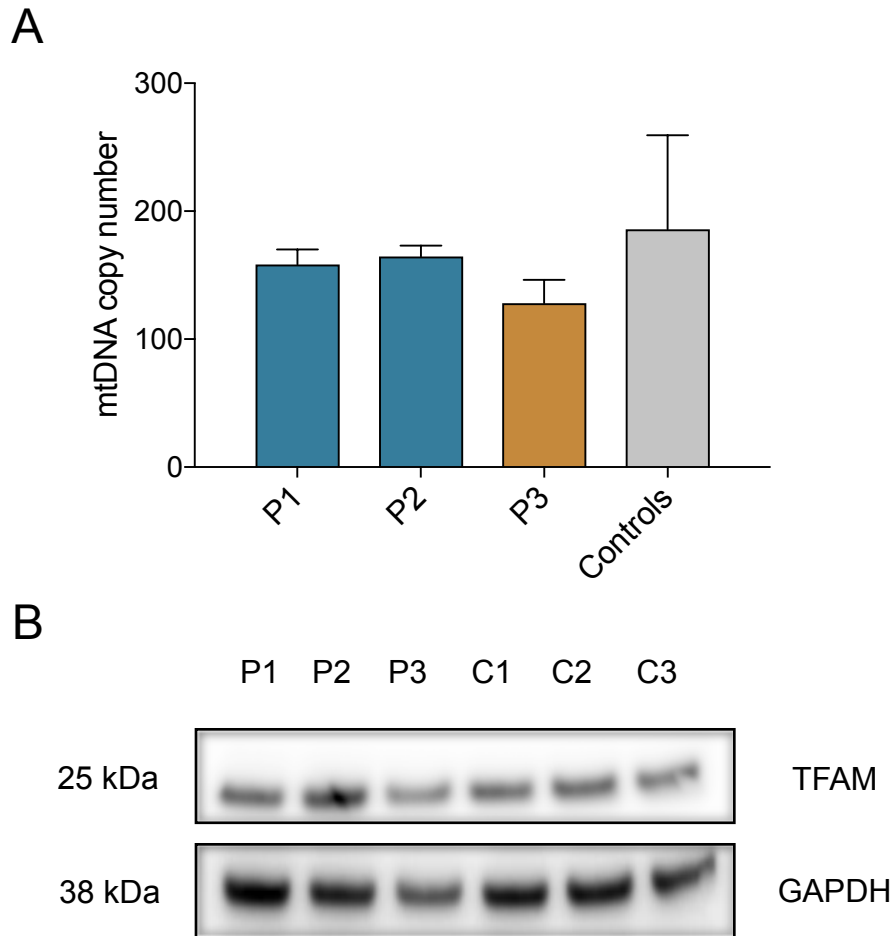 A
300
200
100
0
mtDNA copy number
P1
P2
P3
Controls
B
P1 P2 P3 C1 C2 C3
25 kDa TFAM
38 kDa GAPDH